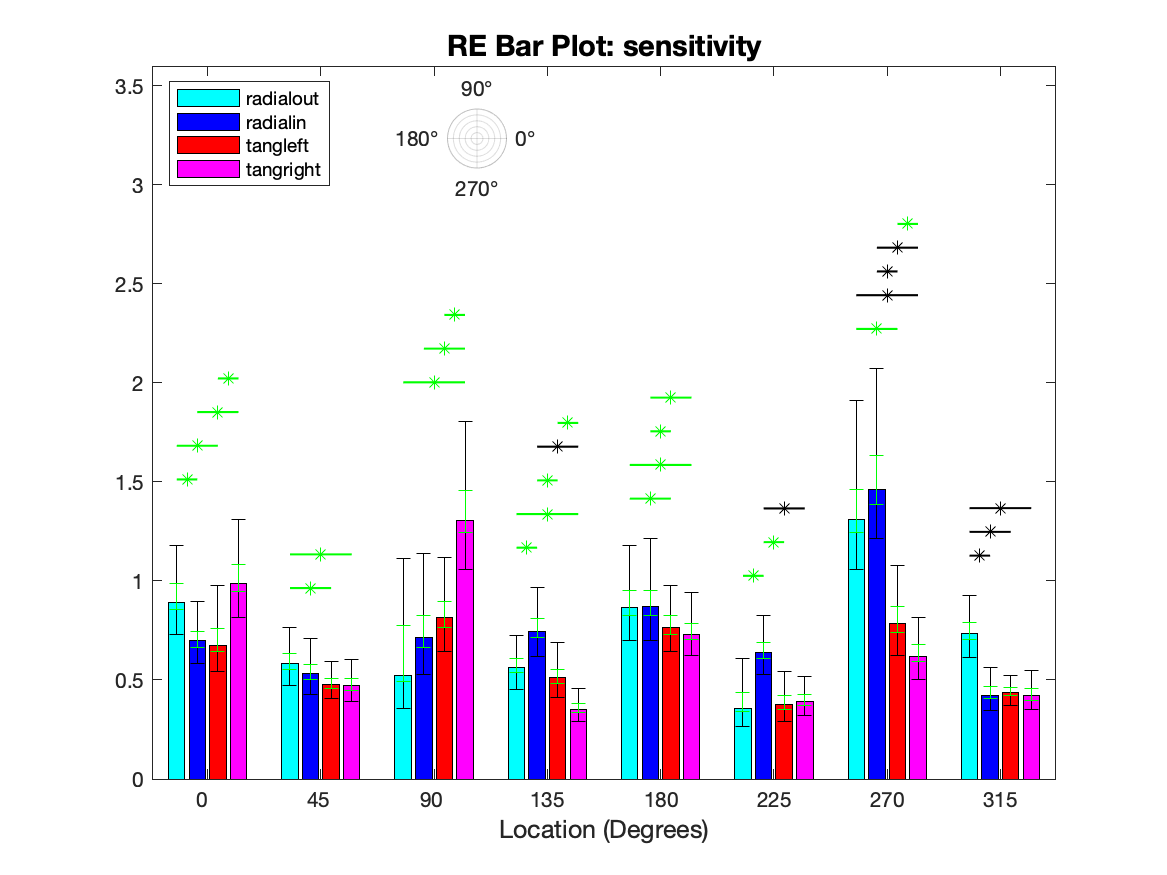 RE Bar Plot: sensitivity
radialout
radialin
tangleft
tangright
90°
180° 0°
270°
3.5
3
2.5
2
1.5
1
0.5
0
0 45 90 135 180 225 270 315
Location (Degrees)